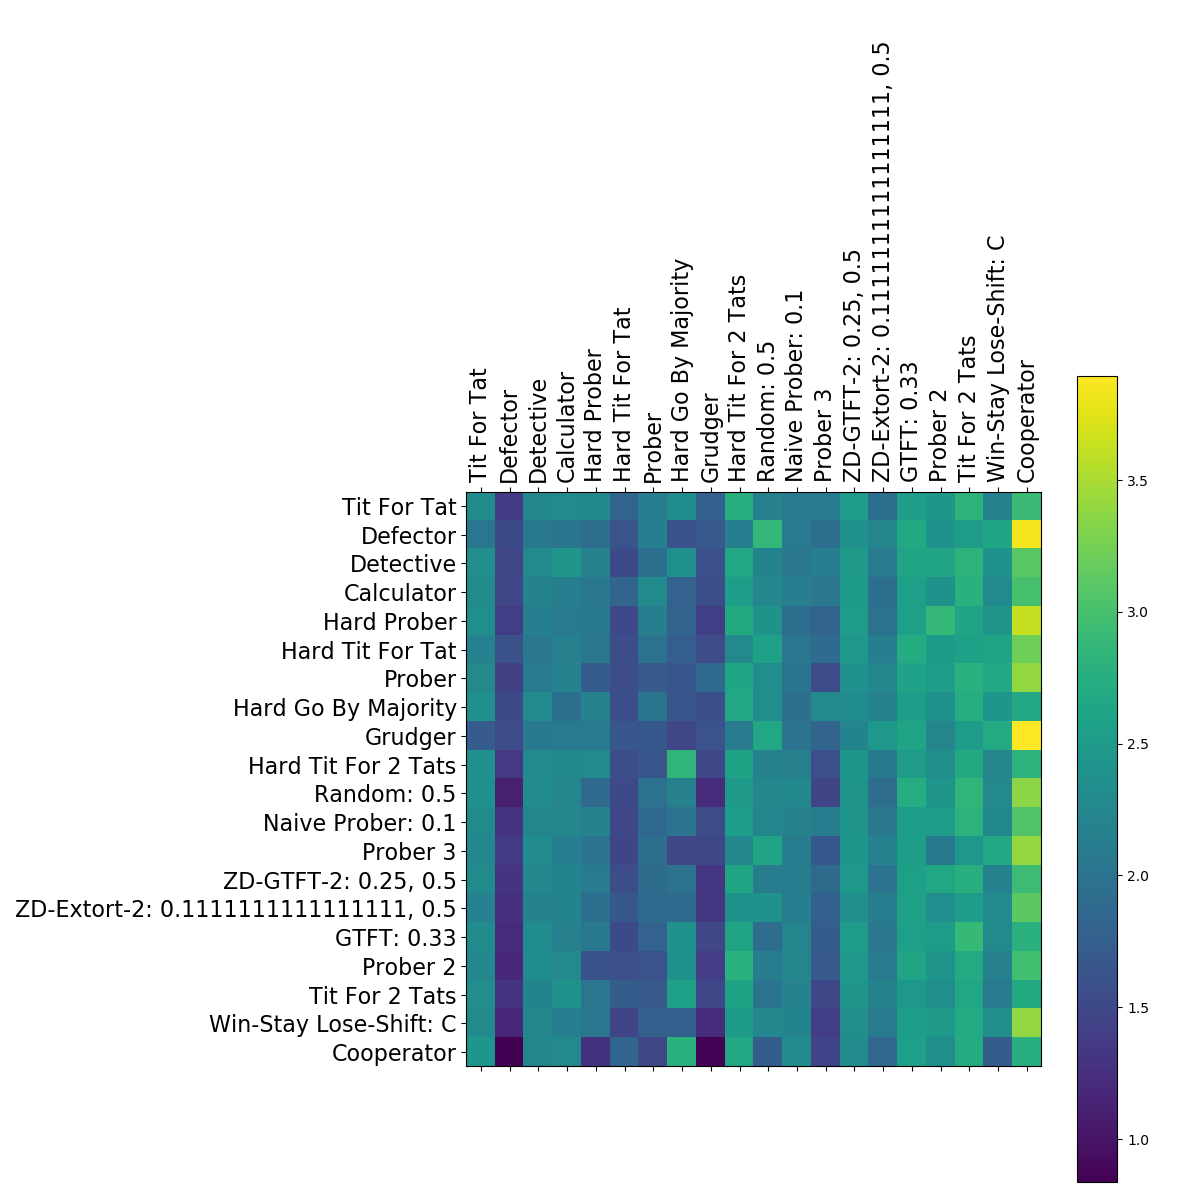 Tit For Tat
Defector
Detective
Calculator
Hard Prober
Hard Tit For Tat
Prober
Hard Go By Majority
Grudger
Hard Tit For 2 Tats
Random: 0.5
Naive Prober: 0.1
Prober 3
ZD-GTFT-2: 0.25, 0.5
ZD-Extort-2: 0.1111111111111111, 0.5
GTFT: 0.33
Prober 2
Tit For 2 Tats
Win-Stay Lose-Shift: C
Cooperator
Tit For Tat
Defector
Detective
Calculator
Hard Prober
Hard Tit For Tat
Prober
Hard Go By Majority
Grudger
Hard Tit For 2 Tats
Random: 0.5
Naive Prober: 0.1
Prober 3
ZD-GTFT-2: 0.25, 0.5
ZD-Extort-2: 0.1111111111111111, 0.5
GTFT: 0.33
Prober 2
Tit For 2 Tats
Win-Stay Lose-Shift: C
Cooperator
3.5
3.0
2.5
2.0
1.5
1.0